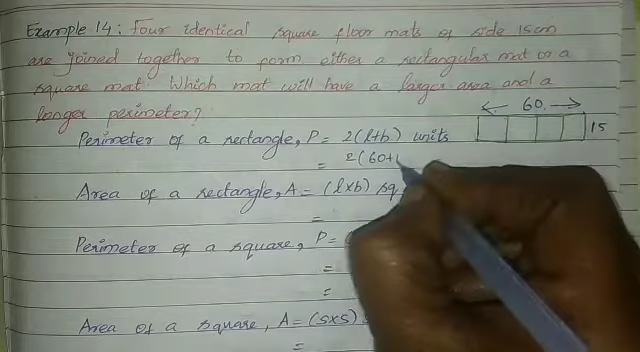 Example 14: Four identical square floor mats of side 15cm
are joined together to form either a rectangular mat or a
square mat. Which mat will have a larger area and a
longer perimeter?
60
15
Perimeter of a rectangle, P = 2(l+b) units
= 2(60+1
Area of a rectangle, A = (l×b) sq
=
Perimeter of a square, P =
=
=
Area of a square, A = (s×s)
=